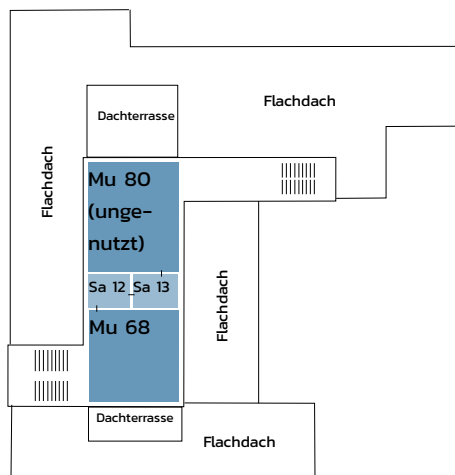 Flachdach
Dachterrasse
Flachdach
Mu 80
(unge-
nutzt)
Sa 12
Sa 13
Mu 68
Flachdach
Dachterrasse
Flachdach